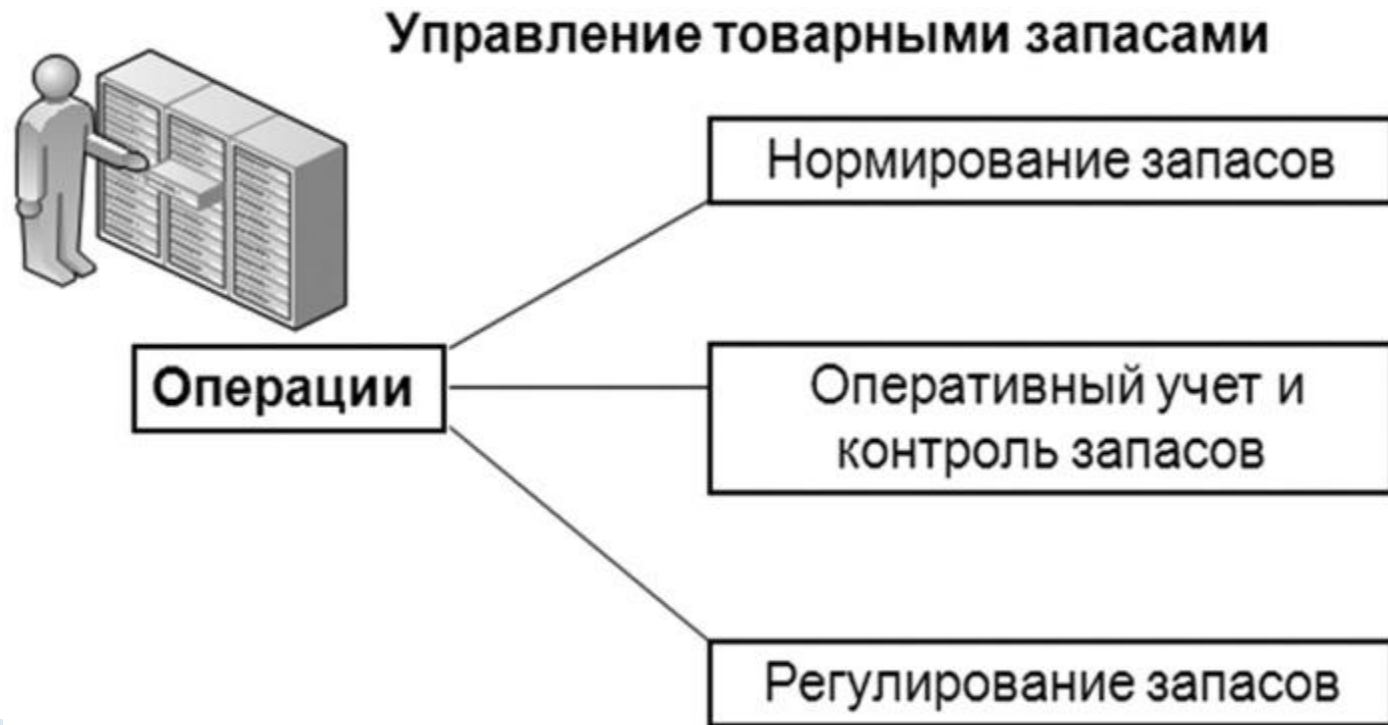 Управление товарными запасами
Нормирование запасов
Операции
Оперативный учет и
контроль запасов
Регулирование запасов